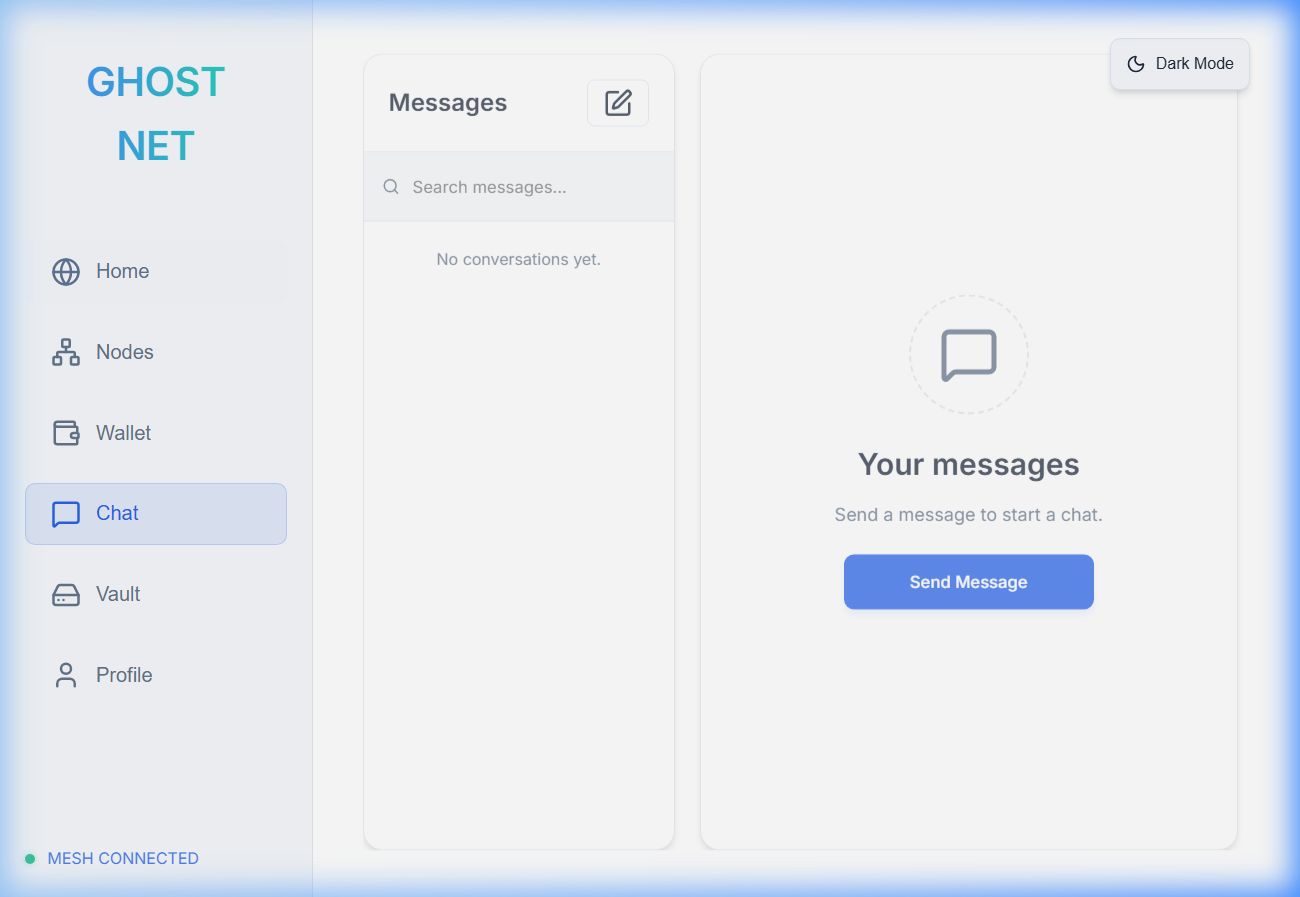 GHOST
NET
Home
Nodes
Wallet
Chat
Vault
Profile
MESH CONNECTED
Messages
Search messages...
No conversations yet.
Dark Mode
Your messages
Send a message to start a chat.
Send Message